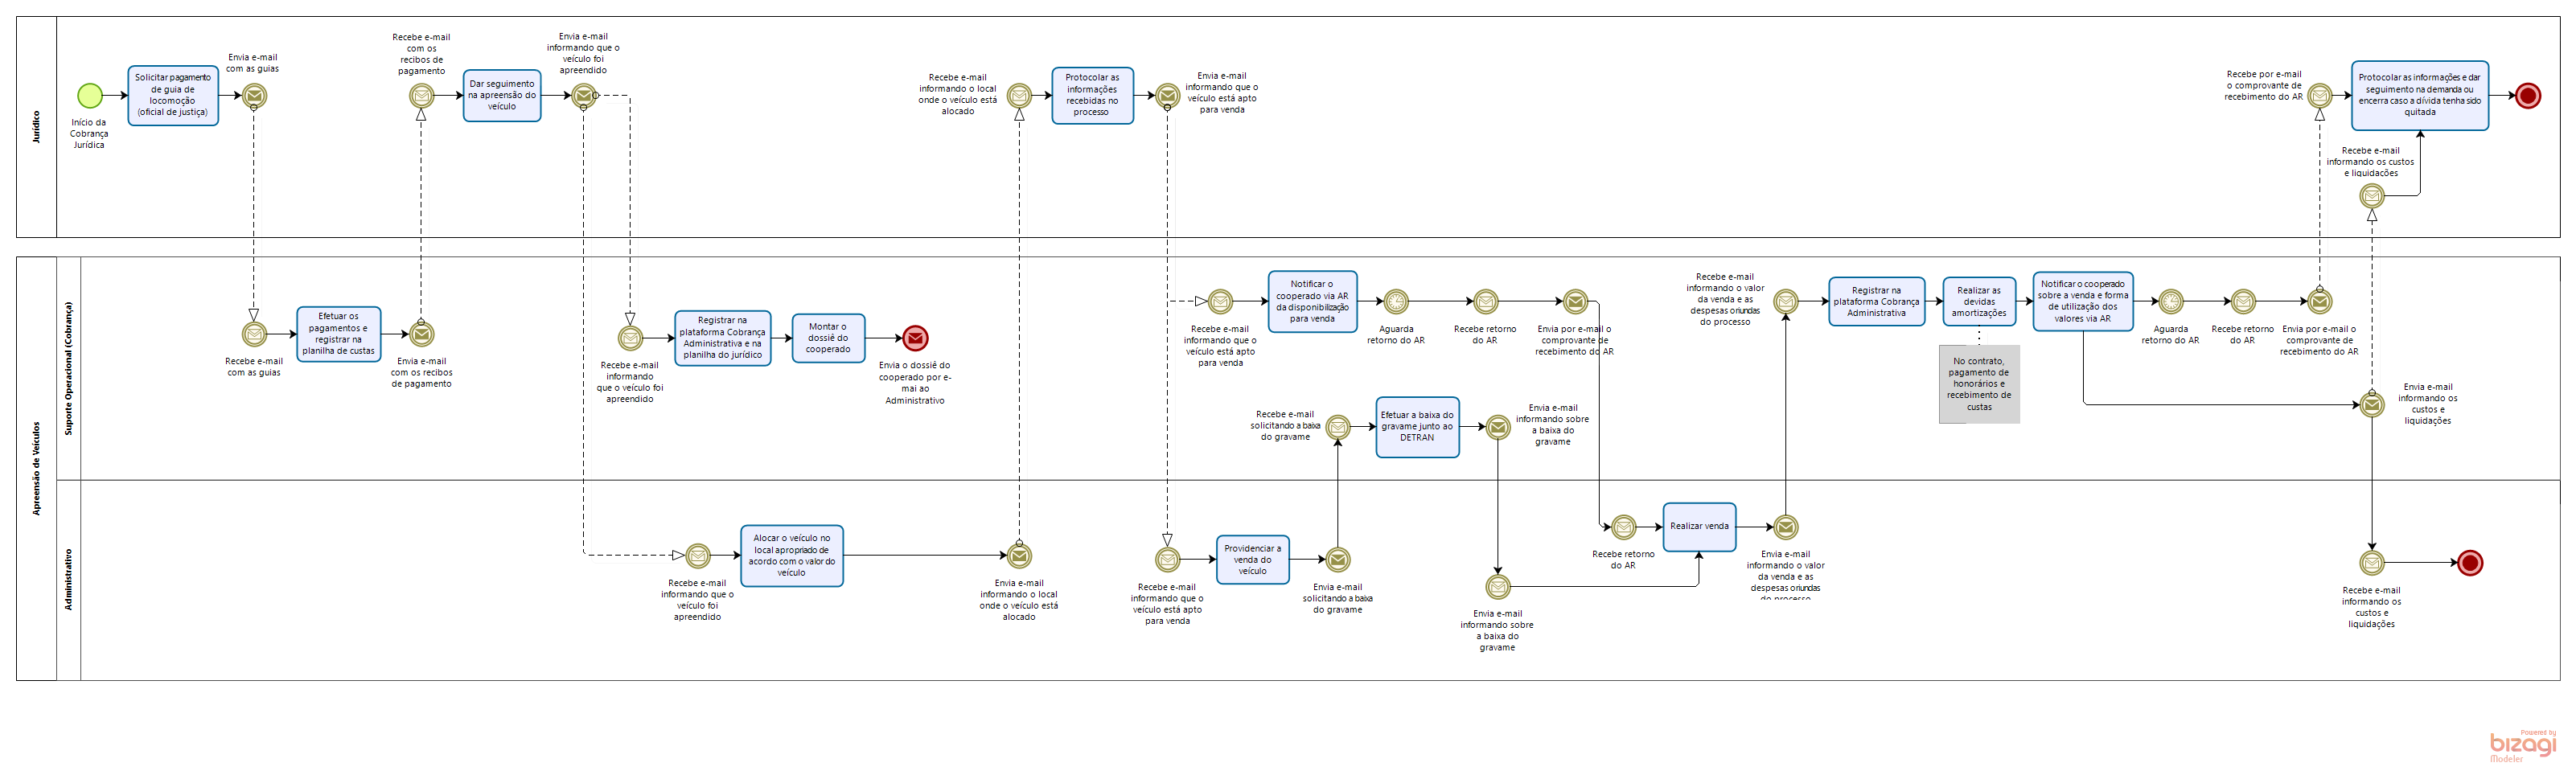 Jurídico
Início da
Cobrança
Jurídica
Solicitar pagamento
de guia de
locomoção
(oficial de justiça)
Envia e-mail
com as guias
Recebe e-mail
com os
recibos de
pagamento
Dar seguimento
na apreensão do
veículo
Envia e-mail
informando que o
veículo foi
apreendido
Recebe e-mail
informando o local
onde o veículo está
alocado
Protocolar as
informações
recebidas no
processo
Envia e-mail
informando que o
veículo está apto
para venda
Recebe por e-mail
o comprovante de
recebimento do AR
Protocolar as informações e dar
seguimento na demanda ou
encerra caso a dívida tenha sido
quitada
Recebe e-mail
informando os custos
e liquidações
Apreensão de Veículos
Suporte Operacional (Cobrança)
Recebe e-mail
com as guias
Efetuar os
pagamentos e
registrar na
planilha de custas
Envia e-mail
com os recibos
de pagamento
Recebe e-mail
informando
que o veículo foi
apreendido
Registrar na
plataforma Cobrança
Administrativa e na
planilha do jurídico
Montar o
dossiê do
cooperado
Envia o dossiê do
cooperado por e-
mai ao
Administrativo
Recebe e-mail
informando que o
veículo está apto
para venda
Notificar o
cooperado via AR
da disponibilização
para venda
Aguarda
retorno do AR
Recebe retorno
do AR
Envia por e-mail o
comprovante de
recebimento do AR
Recebe e-mail
solicitando a baixa
do gravame
Efetuar a baixa do
gravame junto ao
DETRAN
Envia e-mail
informando sobre
a baixa do
gravame
Recebe e-mail
informando o valor
da venda e as
despesas oriundas
do processo
Registrar na
plataforma Cobrança
Administrativa
Realizar as
devidas
amortizações
No contrato,
pagamento de
honorários e
recebimento de
custas
Notificar o cooperado
sobre a venda e forma
de utilização dos
valores via AR
Aguarda
retorno do AR
Recebe retorno
do AR
Envia por e-mail o
comprovante de
recebimento do AR
Envia e-mail
informando os
custos e
liquidações
Administrativo
Recebe e-mail
informando que o
veículo foi
apreendido
Alocar o veículo no
local apropriado de
acordo com o valor do
veículo
Envia e-mail
informando o local
onde o veículo está
alocado
Recebe e-mail
informando que o
veículo está apto
para venda
Providenciar a
venda do
veículo
Envia e-mail
solicitando a baixa
do gravame
Envia e-mail
informando sobre
a baixa do
gravame
Recebe retorno
do AR
Realizar venda
Envia e-mail
informando o valor
da venda e as
despesas oriundas
do processo
Recebe e-mail
informando os
custos e
liquidações
Powered by
bizagi
Modeler